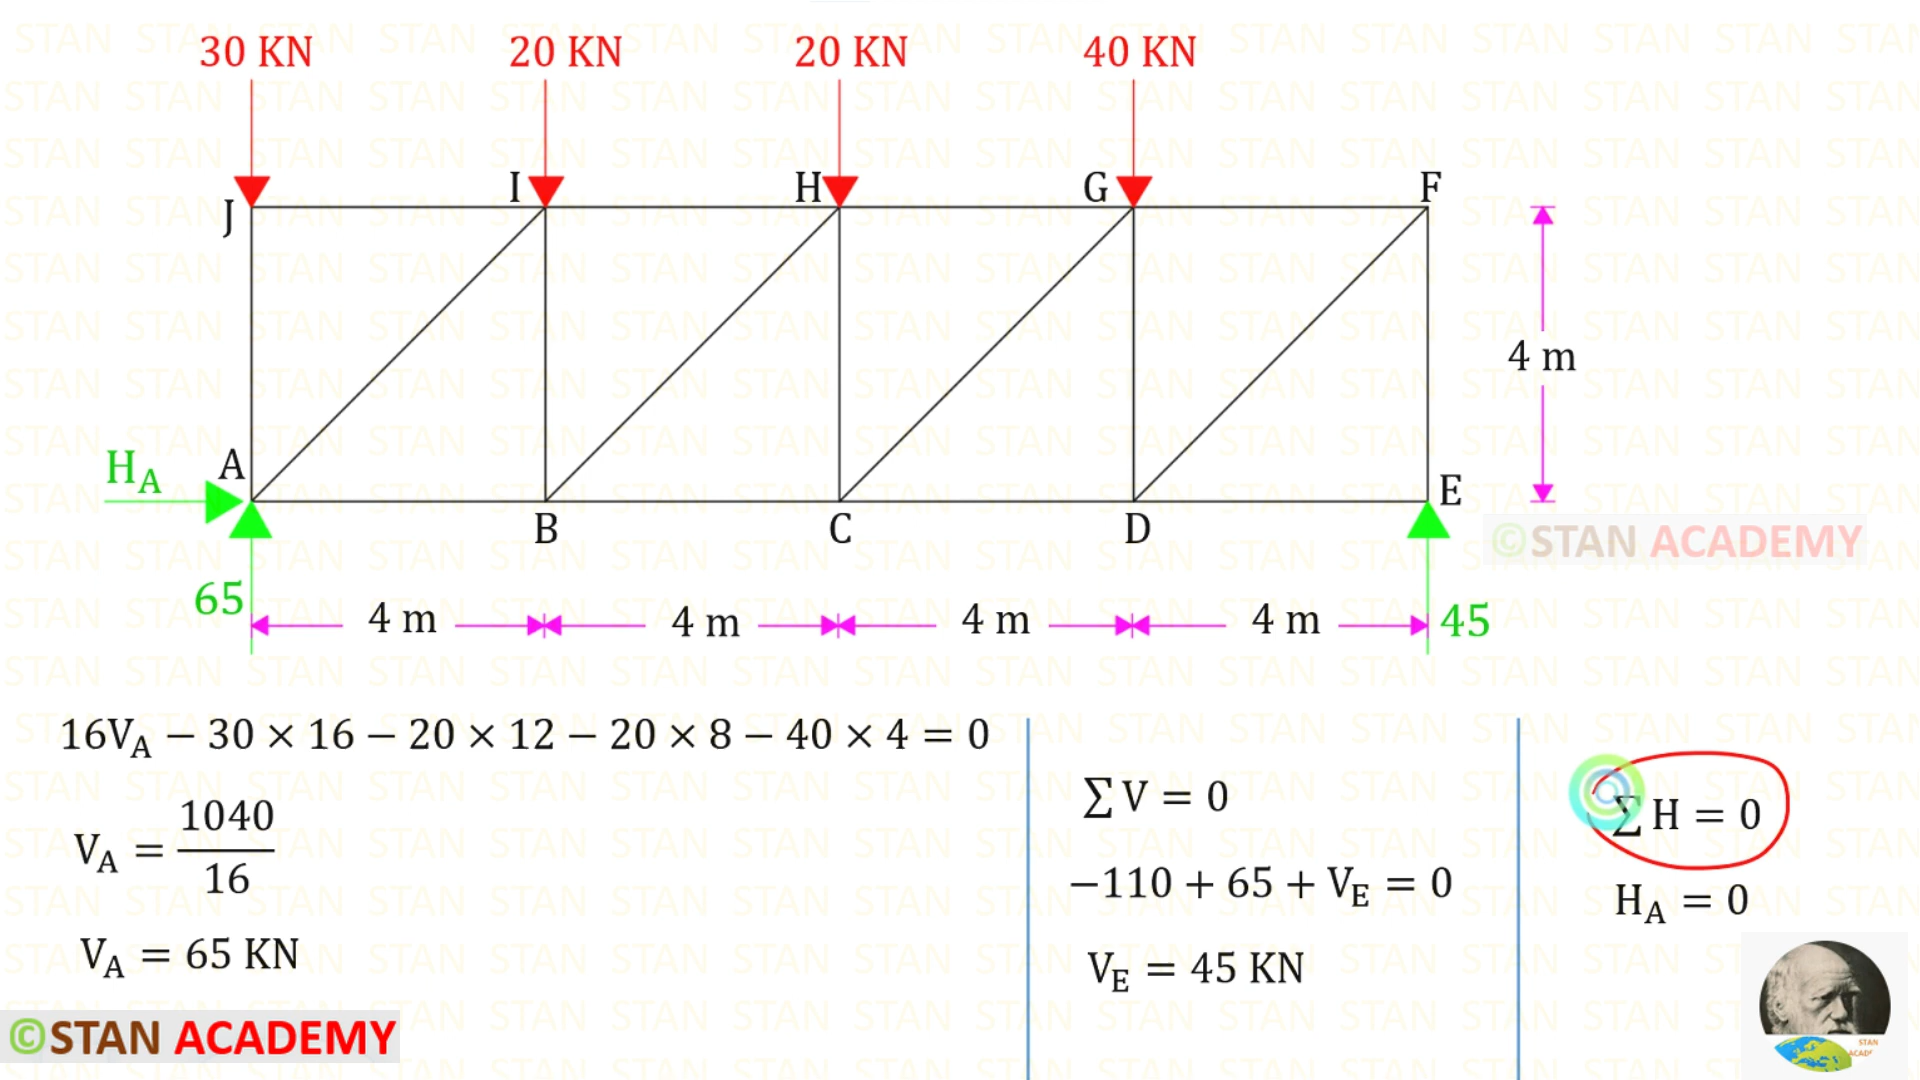 30 KN 20 KN 20 KN 40 KN
J I H G F
4 m
H_A A E
B C D
©STAN ACADEMY
65 4 m 4 m 4 m 4 m 45
16V_A − 30 × 16 − 20 × 12 − 20 × 8 − 40 × 4 = 0
V_A = 1040/16
V_A = 65 KN
∑ V = 0
−110 + 65 + V_E = 0
V_E = 45 KN
∑ H = 0
H_A = 0
©STAN ACADEMY
STAN
ACADE